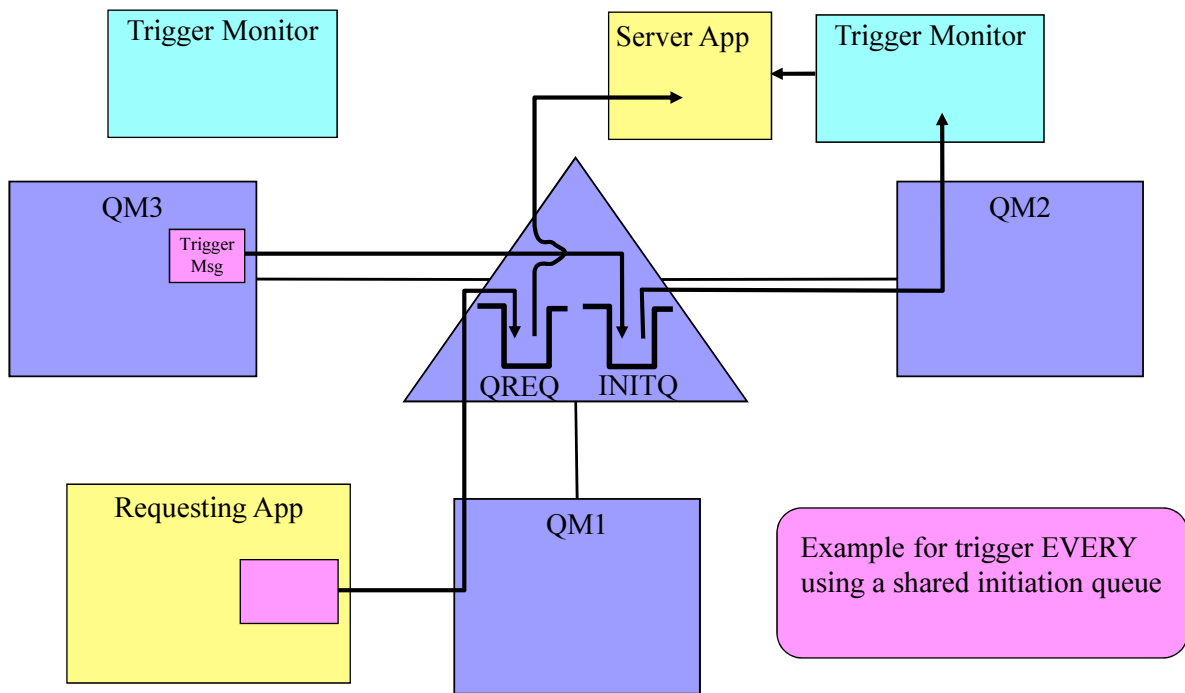 Trigger Monitor
Server App
Trigger Monitor
QM3
Trigger
Msg
QM2
QREQ
INITQ
Requesting App
QM1
Example for trigger EVERY
using a shared initiation queue